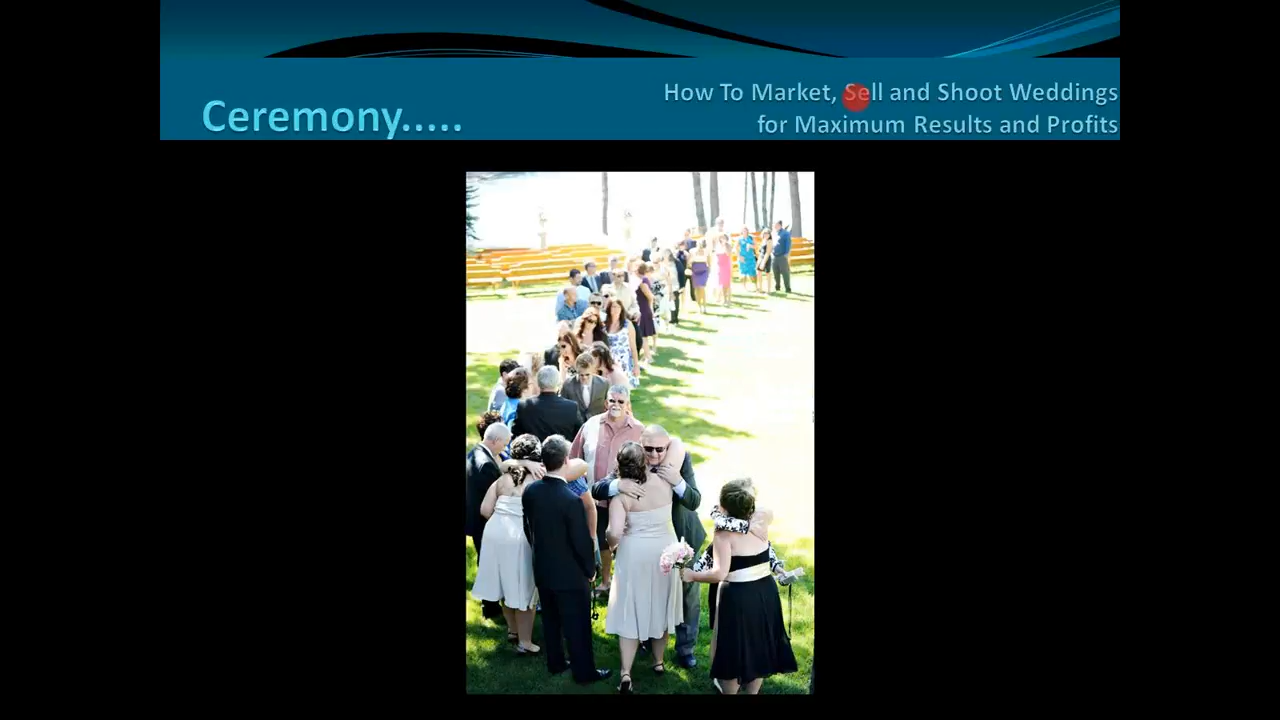 Ceremony.....
How To Market, Sell and Shoot Weddings
for Maximum Results and Profits